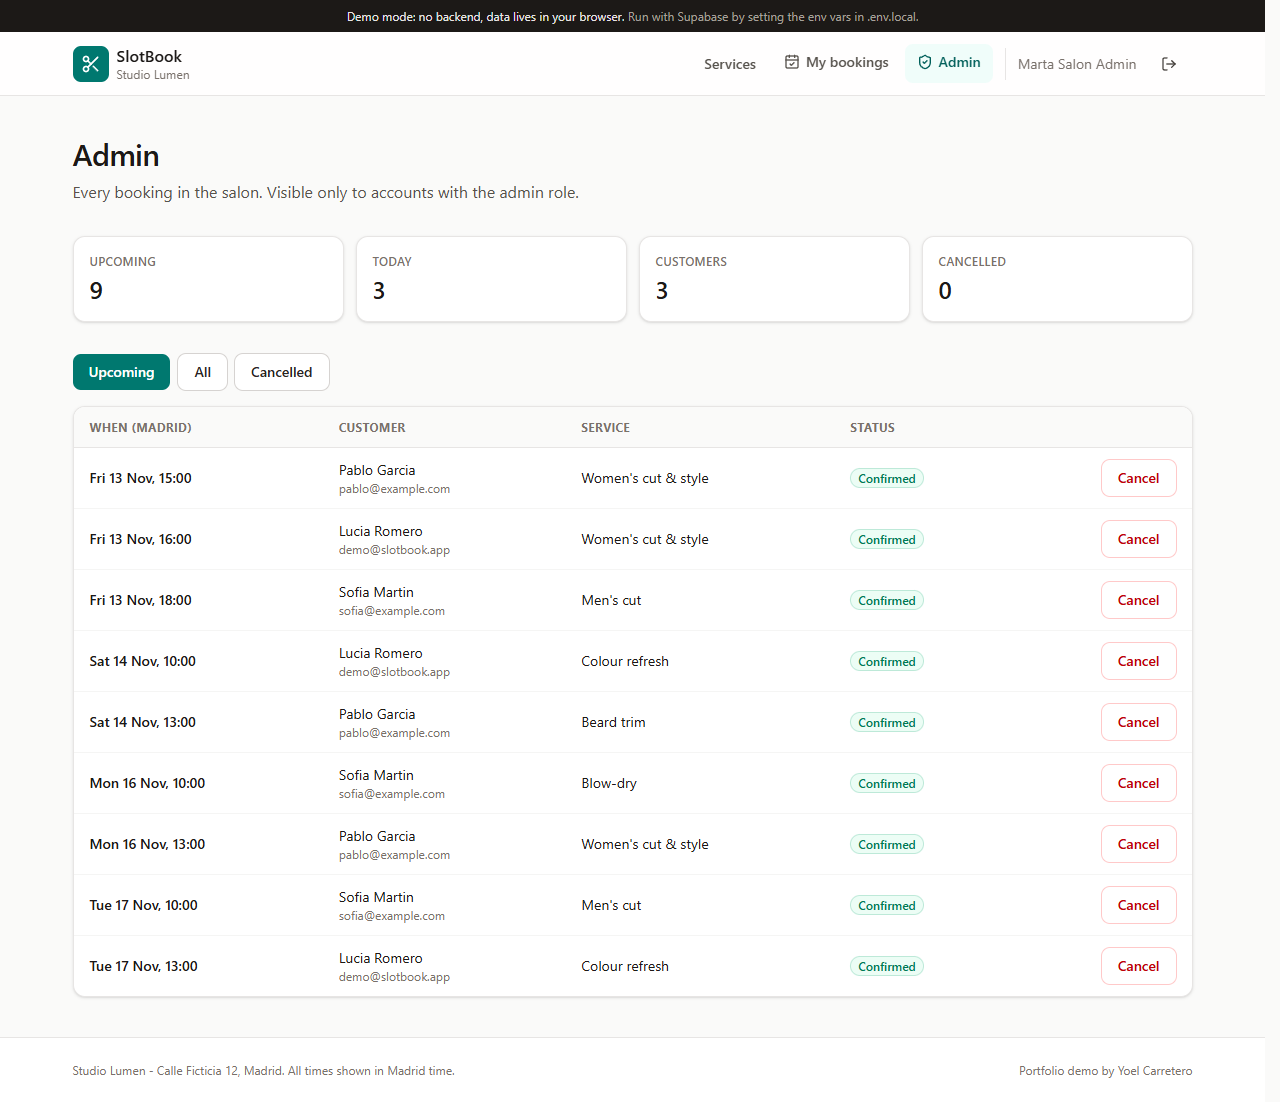 Demo mode: no backend, data lives in your browser. Run with Supabase by setting the env vars in .env.local.
SlotBook
Studio Lumen
Services
My bookings
Admin
Marta Salon Admin
Admin
Every booking in the salon. Visible only to accounts with the admin role.
UPCOMING
9
TODAY
3
CUSTOMERS
3
CANCELLED
0
Upcoming
All
Cancelled
WHEN (MADRID) CUSTOMER SERVICE STATUS
Fri 13 Nov, 15:00 Pablo Garcia Women's cut & style Confirmed Cancel
pablo@example.com
Fri 13 Nov, 16:00 Lucia Romero Women's cut & style Confirmed Cancel
demo@slotbook.app
Fri 13 Nov, 18:00 Sofia Martin Men's cut Confirmed Cancel
sofia@example.com
Sat 14 Nov, 10:00 Lucia Romero Colour refresh Confirmed Cancel
demo@slotbook.app
Sat 14 Nov, 13:00 Pablo Garcia Beard trim Confirmed Cancel
pablo@example.com
Mon 16 Nov, 10:00 Sofia Martin Blow-dry Confirmed Cancel
sofia@example.com
Mon 16 Nov, 13:00 Pablo Garcia Women's cut & style Confirmed Cancel
pablo@example.com
Tue 17 Nov, 10:00 Sofia Martin Men's cut Confirmed Cancel
sofia@example.com
Tue 17 Nov, 13:00 Lucia Romero Colour refresh Confirmed Cancel
demo@slotbook.app
Studio Lumen - Calle Ficticia 12, Madrid. All times shown in Madrid time.
Portfolio demo by Yoel Carretero